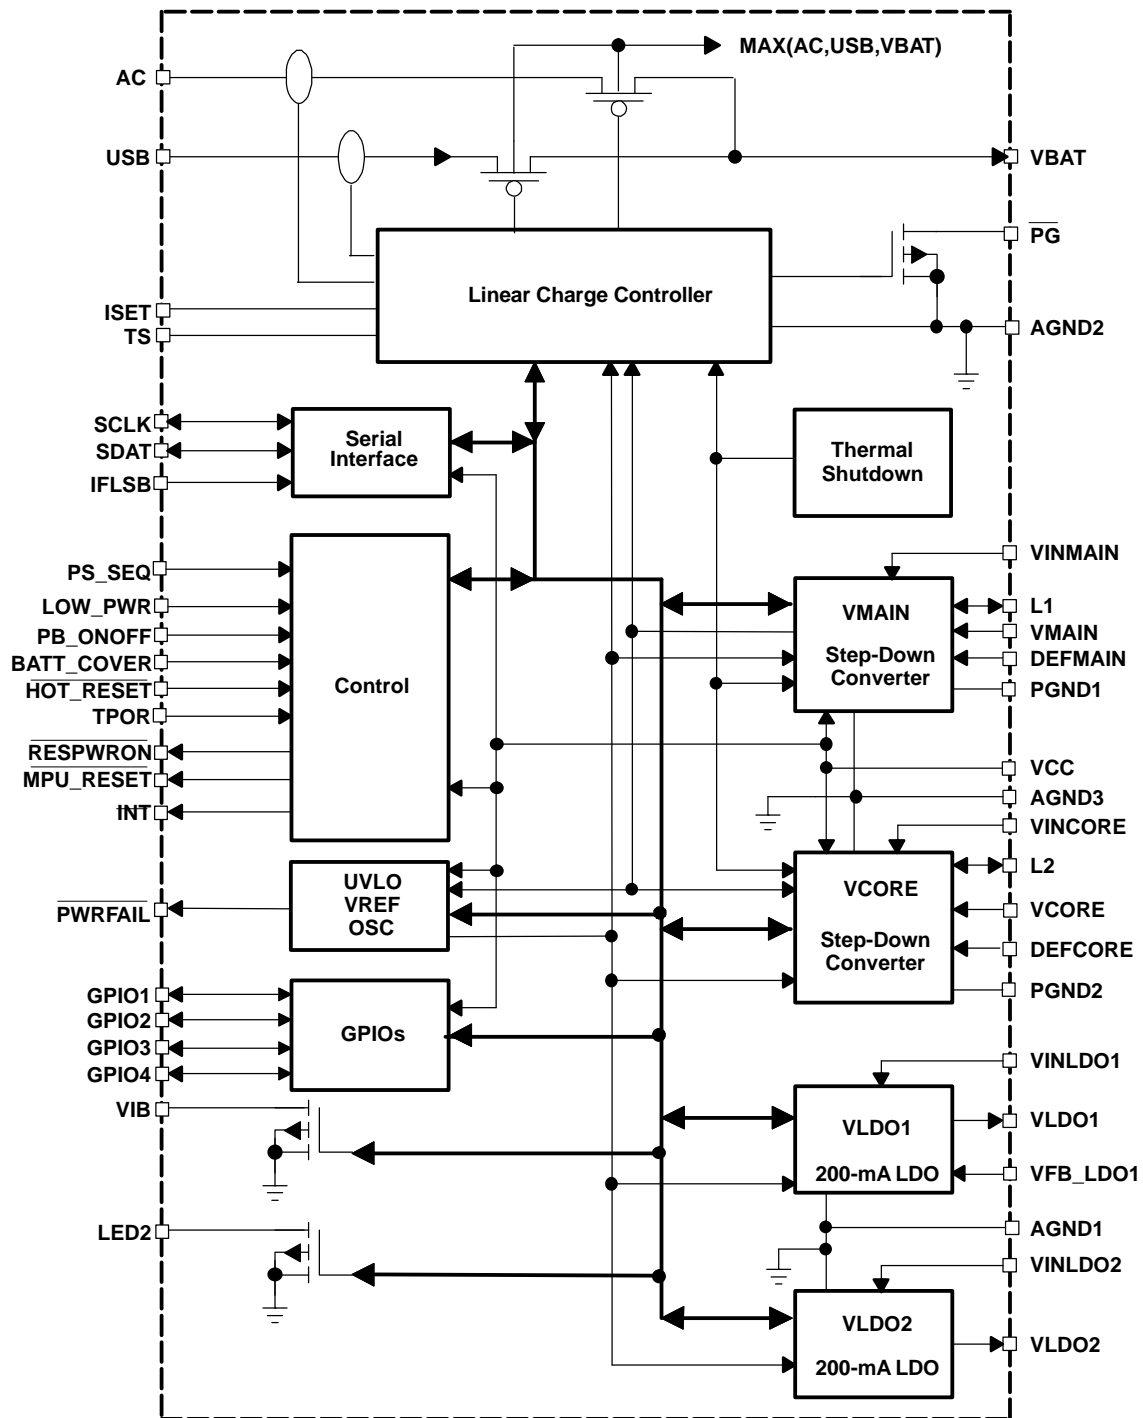 MAX(AC,USB,VBAT)
AC
USB
VBAT
PG
Linear Charge Controller
ISET
TS
AGND2
SCLK
SDAT
IFLSB
Serial
Interface
Thermal
Shutdown
VINMAIN
PS_SEQ
LOW_PWR
PB_ONOFF
BATT_COVER
HOT_RESET
TPOR
RESPWRON
MPU_RESET
INT
Control
VMAIN
Step-Down
Converter
L1
VMAIN
DEFMAIN
PGND1
VCC
AGND3
VINCORE
L2
VCORE
DEFCORE
PGND2
VCORE
Step-Down
Converter
PWRFAIL
UVLO
VREF
OSC
GPIO1
GPIO2
GPIO3
GPIO4
GPIOs
VIB
VINLDO1
VLDO1
VFB_LDO1
VLDO1
200-mA LDO
LED2
AGND1
VINLDO2
VLDO2
200-mA LDO
VLDO2